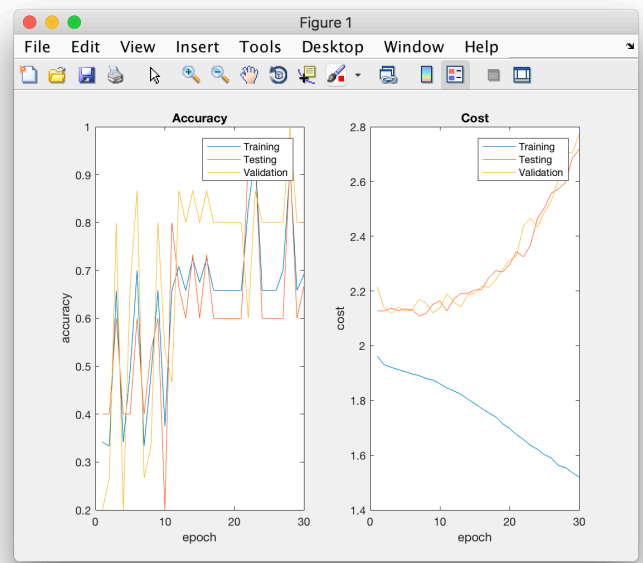 Figure 1
File Edit View Insert Tools Desktop Window Help
Accuracy
1
0.9
0.8
0.7
0.6
0.5
0.4
0.3
0.2
accuracy
0 10 20 30
epoch
Training
Testing
Validation
Cost
2.8
2.6
2.4
2.2
2
1.8
1.6
1.4
cost
0 10 20 30
epoch
Training
Testing
Validation